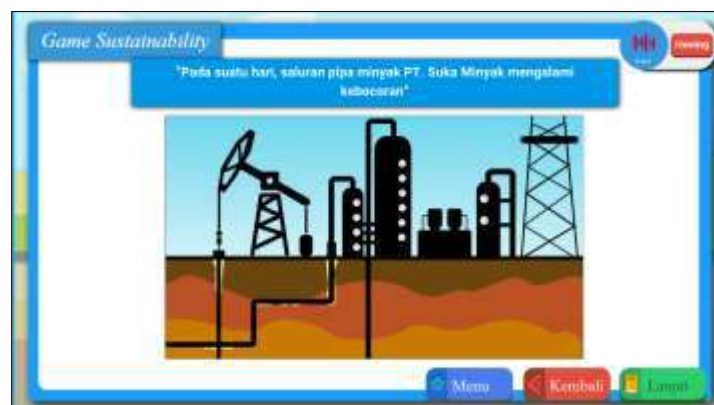 Game Sustainability
"Pada suatu hari, saluran pipa minyak PT. Suka Minyak mengalami
kebocoran"
Menu
Kembali
Lanjut